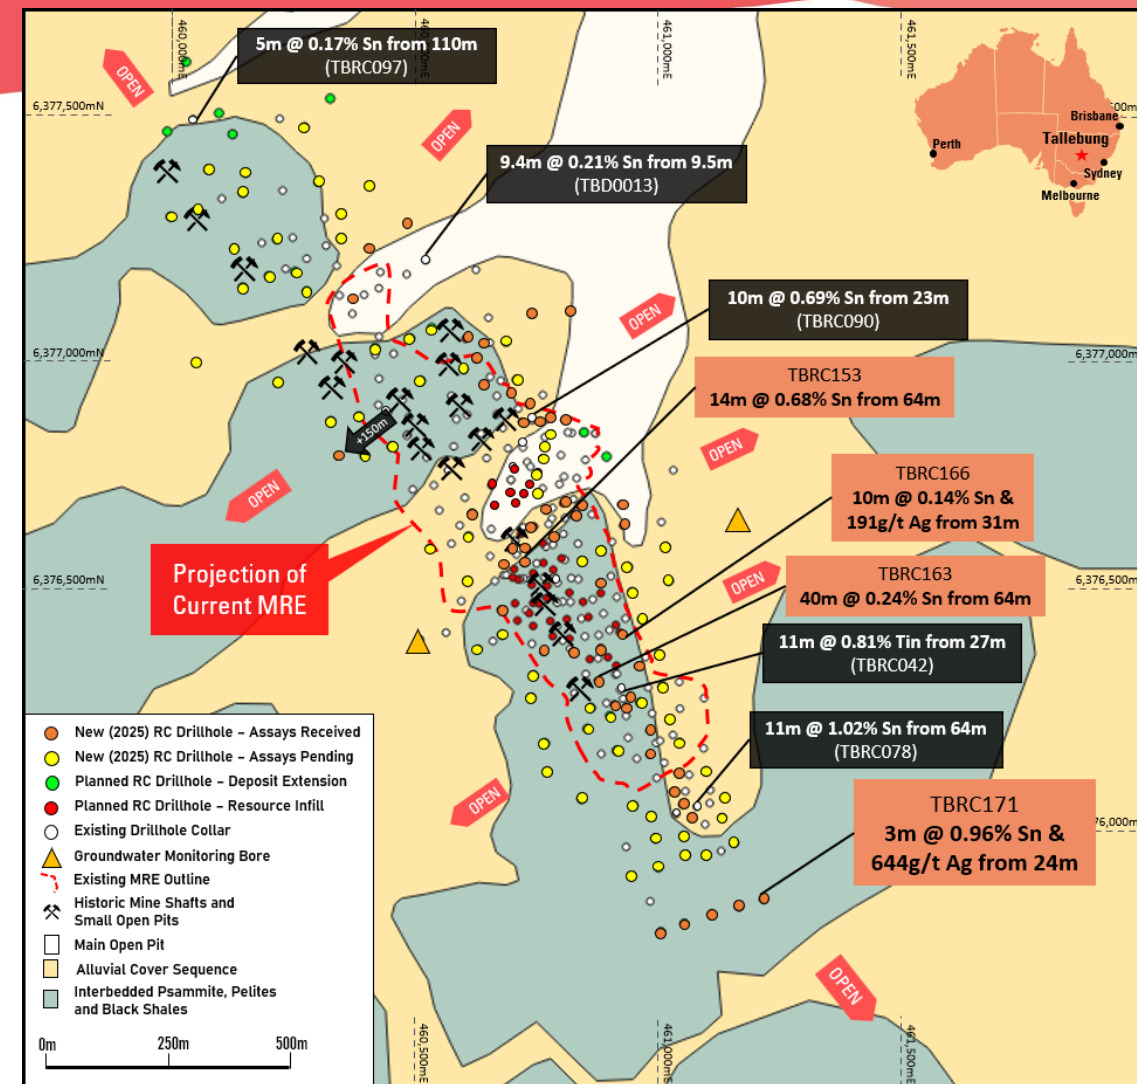 460,000mE
460,500mE
461,000mE
461,500mE
5m @ 0.17% Sn from 110m
(TBRC097)
OPEN
6,377,500mN
OPEN
Brisbane
Perth
Tallebung
Sydney
Melbourne
9.4m @ 0.21% Sn from 9.5m
(TBD0013)
10m @ 0.69% Sn from 23m
(TBRC090)
OPEN
6,377,000mN
6,377,000mN
TBRC153
14m @ 0.68% Sn from 64m
+150m
OPEN
OPEN
TBRC166
10m @ 0.14% Sn &
191g/t Ag from 31m
Projection of
Current MRE
6,376,500mN
6,376,500mN
OPEN
TBRC163
40m @ 0.24% Sn from 64m
11m @ 0.81% Tin from 27m
(TBRC042)
11m @ 1.02% Sn from 64m
(TBRC078)
OPEN
TBRC171
3m @ 0.96% Sn &
644g/t Ag from 24m
New (2025) RC Drillhole – Assays Received
New (2025) RC Drillhole – Assays Pending
Planned RC Drillhole – Deposit Extension
Planned RC Drillhole – Resource Infill
Existing Drillhole Collar
Groundwater Monitoring Bore
Existing MRE Outline
Historic Mine Shafts and
Small Open Pits
Main Open Pit
Alluvial Cover Sequence
Interbedded Psammite, Pelites
and Black Shales
0m
250m
500m
OPEN
460,500mE
461,000mE
461,500mE